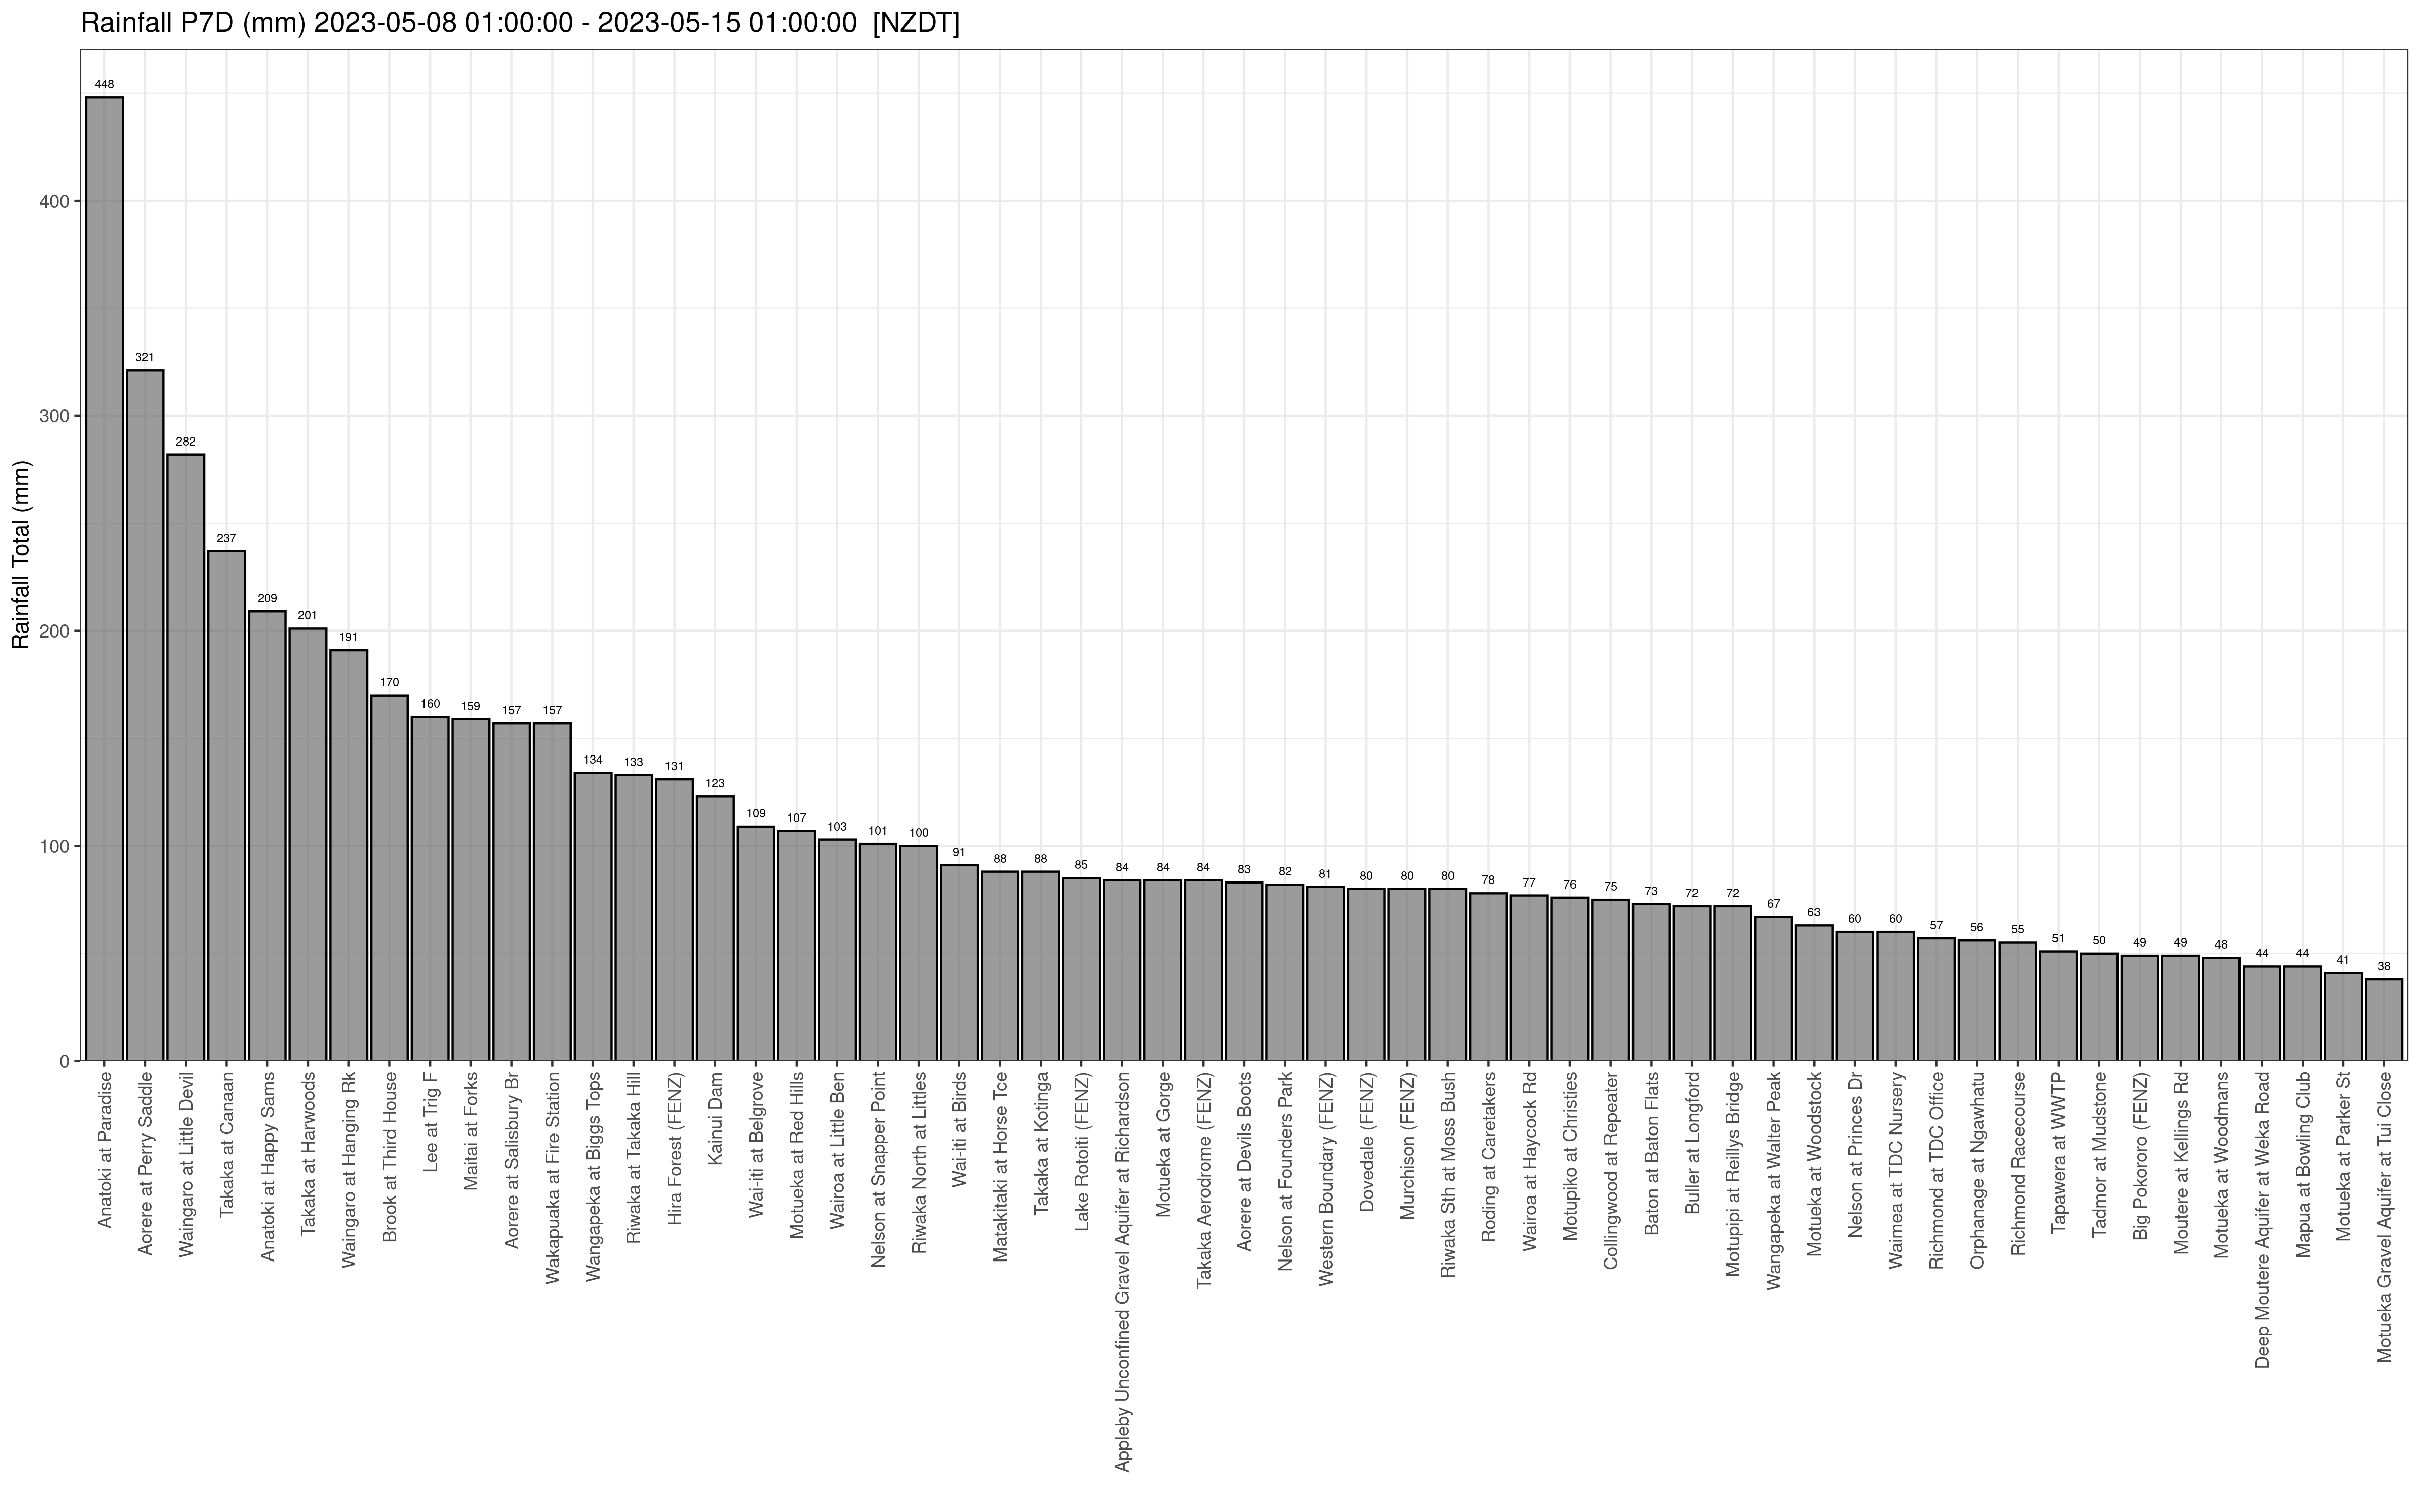 Rainfall P7D (mm) 2023-05-08 01:00:00 - 2023-05-15 01:00:00 [NZDT]
Rainfall Total (mm)
400
300
200
100
0
448
321
282
237
209
201
191
170
160
159
157
157
134
133
131
123
109
107
103
101
100
91
88
88
85
84
84
84
83
82
81
80
80
80
78
77
76
75
73
72
72
67
63
60
60
57
56
55
51
50
49
49
48
44
44
41
38
Anatoki at Paradise
Aorere at Perry Saddle
Waingaro at Little Devil
Takaka at Canaan
Anatoki at Happy Sams
Takaka at Harwoods
Waingaro at Hanging Rk
Brook at Third House
Lee at Trig F
Maitai at Forks
Aorere at Salisbury Br
Wakapuaka at Fire Station
Wangapeka at Biggs Tops
Riwaka at Takaka Hill
Hira Forest (FENZ)
Kainui Dam
Wai-iti at Belgrove
Motueka at Red Hills
Wairoa at Little Ben
Nelson at Snapper Point
Riwaka North at Littles
Wai-iti at Birds
Matakitaki at Horse Tce
Takaka at Kotinga
Lake Rotoiti (FENZ)
Appleby Unconfined Gravel Aquifer at Richardson
Motueka at Gorge
Takaka Aerodrome (FENZ)
Aorere at Devils Boots
Nelson at Founders Park
Western Boundary (FENZ)
Dovedale (FENZ)
Murchison (FENZ)
Riwaka Sth at Moss Bush
Roding at Caretakers
Wairoa at Haycock Rd
Motupiko at Christies
Collingwood at Repeater
Baton at Baton Flats
Buller at Longford
Motupipi at Reillys Bridge
Wangapeka at Walter Peak
Motueka at Woodstock
Nelson at Princes Dr
Waimea at TDC Nursery
Richmond at TDC Office
Orphanage at Ngawhatu
Richmond Racecourse
Tapawera at WWTP
Tadmor at Mudstone
Big Pokororo (FENZ)
Moutere at Kellings Rd
Motueka at Woodmans
Deep Moutere Aquifer at Weka Road
Mapua at Bowling Club
Motueka at Parker St
Motueka Gravel Aquifer at Tui Close